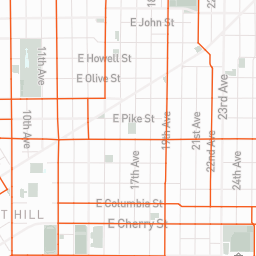 E John St
E Howell St
11th Ave
E Olive St
23rd Ave
10th Ave
E Pike St
19th Ave
21st Ave
22nd Ave
17th Ave
24th Ave
E Columbia St
T HILL
E Cherry St